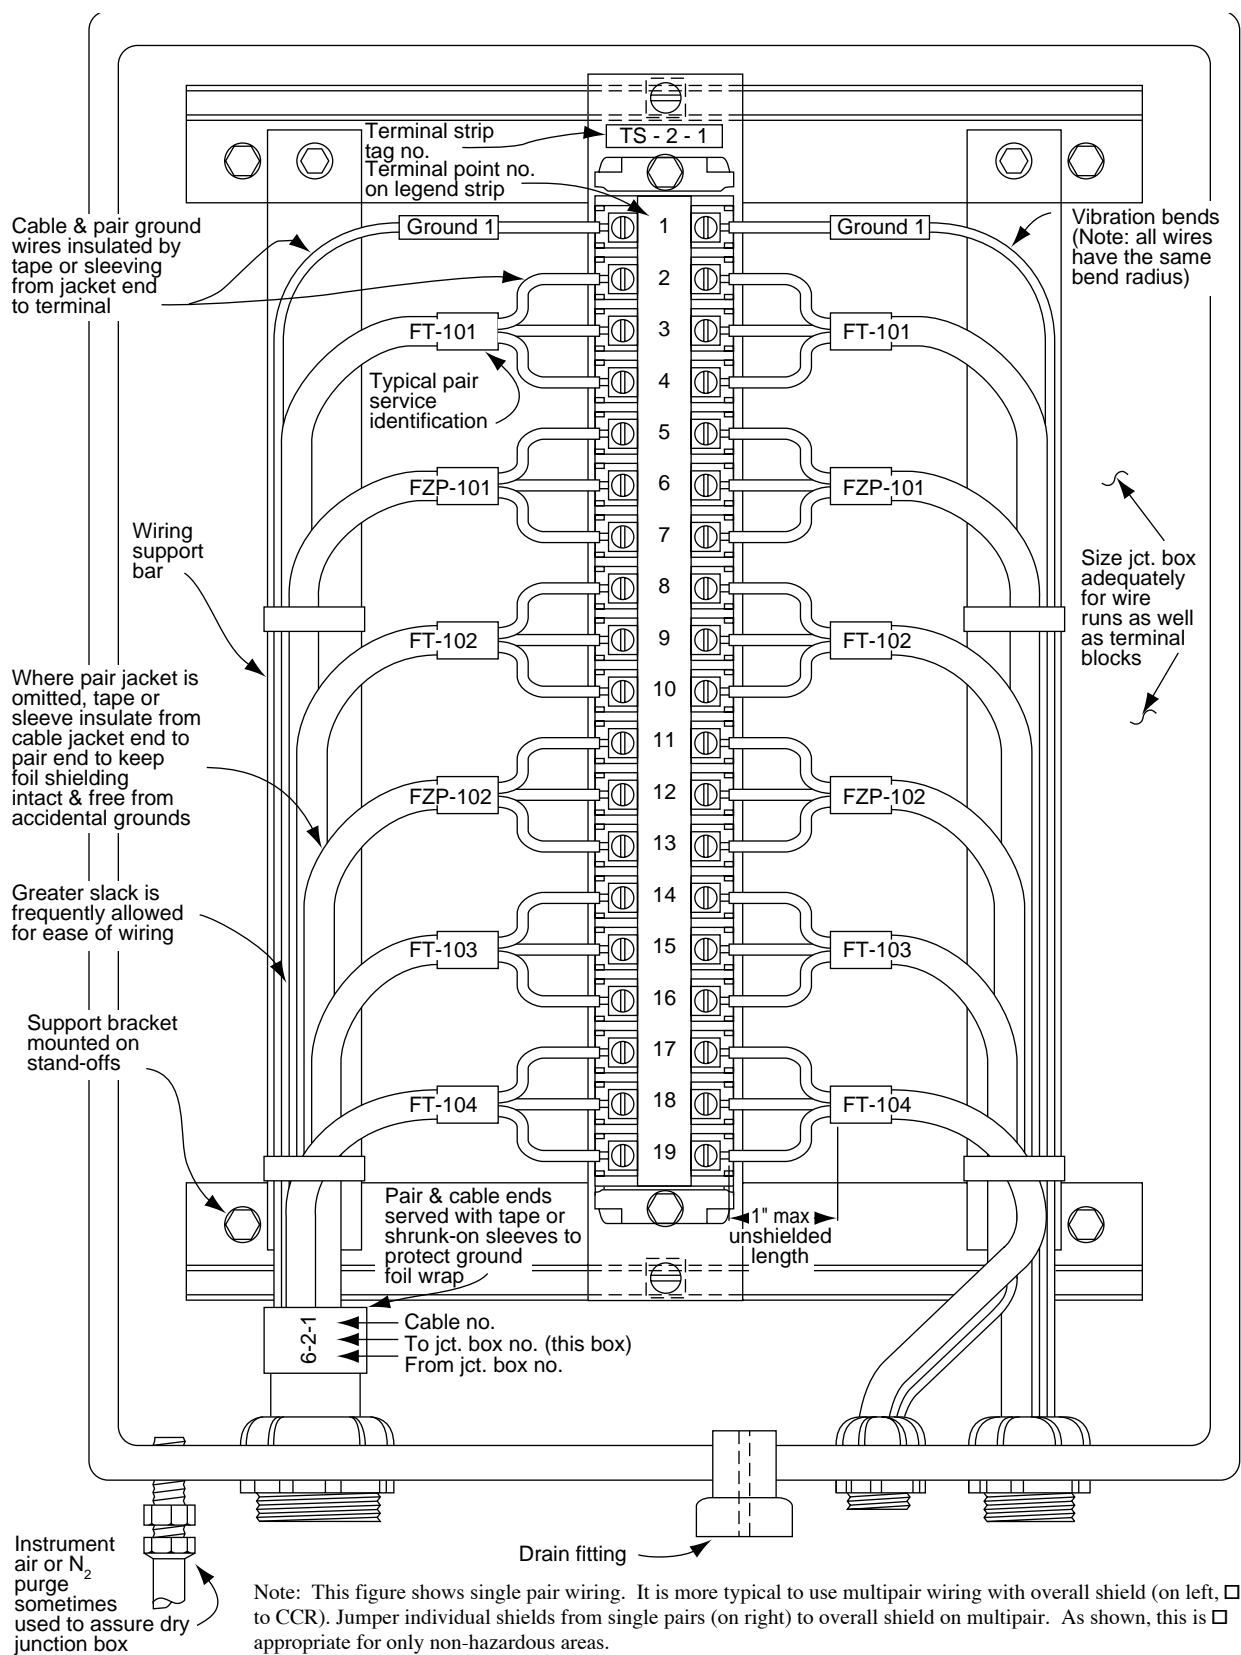 Terminal strip
tag no.
TS - 2 - 1
Terminal point no.
on legend strip
Cable & pair ground
wires insulated by
tape or sleeving
from jacket end
to terminal
Ground 1
1
Ground 1
Vibration bends
(Note: all wires
have the same
bend radius)
2
FT-101
3
FT-101
4
Typical pair
service
identification
5
FZP-101
6
FZP-101
7
Wiring
support
bar
Size jct. box
adequately
for wire
runs as well
as terminal
blocks
8
FT-102
9
FT-102
10
Where pair jacket is
omitted, tape or
sleeve insulate from
cable jacket end to
pair end to keep
foil shielding
intact & free from
accidental grounds
11
FZP-102
12
FZP-102
13
Greater slack is
frequently allowed
for ease of wiring
14
FT-103
15
FT-103
16
Support bracket
mounted on
stand-offs
17
FT-104
18
FT-104
19
Pair & cable ends
served with tape or
shrunk-on sleeves to
protect ground
foil wrap
1" max
unshielded
length
6-2-1
Cable no.
To jct. box no. (this box)
From jct. box no.
Instrument
air or N2
purge
sometimes
used to assure dry
junction box
Drain fitting
Note: This figure shows single pair wiring. It is more typical to use multipair wiring with overall shield (on left, □
to CCR). Jumper individual shields from single pairs (on right) to overall shield on multipair. As shown, this is □
appropriate for only non-hazardous areas.